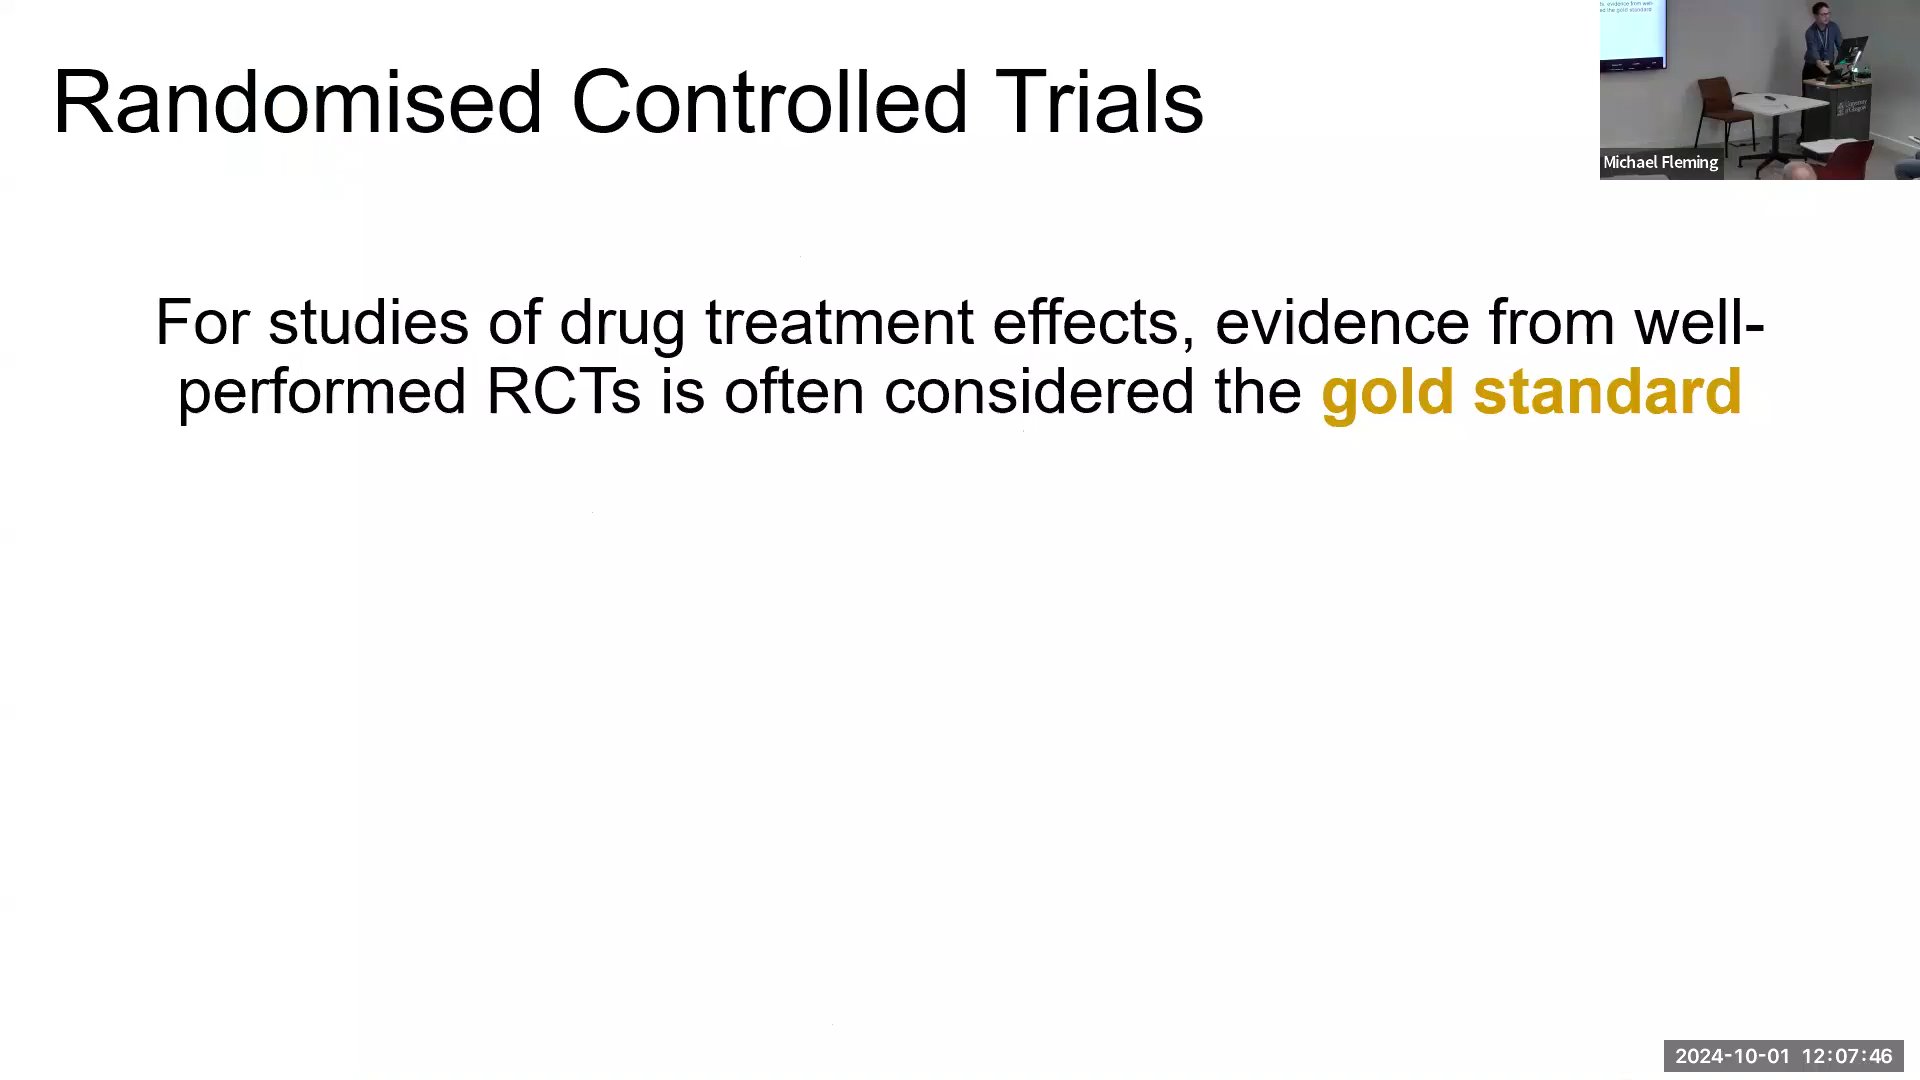 Randomised Controlled Trials
For studies of drug treatment effects, evidence from well-
performed RCTs is often considered the gold standard
Michael Fleming
2024-10-01 12:07:46